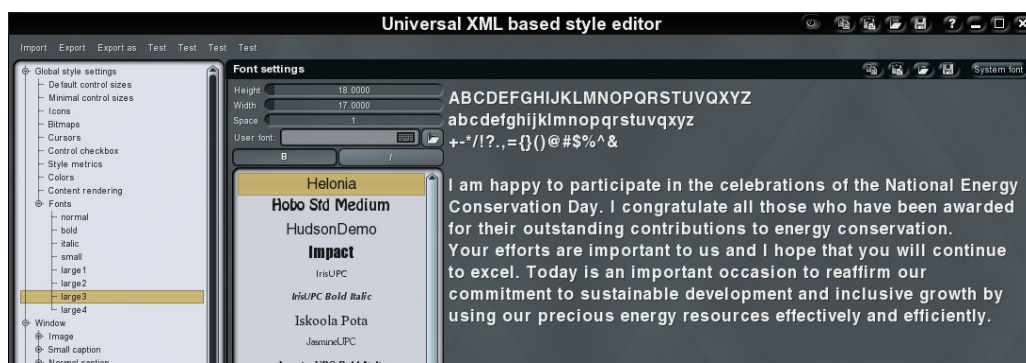 Universal XML based style editor
Import Export Export as Test Test Test Test
Global style settings
Default control sizes
Minimal control sizes
Icons
Bitmaps
Cursors
Control checkbox
Style metrics
Colors
Content rendering
Fonts
normal
bold
italic
small
large1
large2
large3
large4
Window
Image
Small caption
Normal caption
Font settings
System font
Height 18.0000
Width 17.0000
Space 1
User font:
B I
Helonia
Hobo Std Medium
HudsonDemo
Impact
IrisUPC
IrisUPC Bold Italic
Iskoola Pota
JasmineUPC
ABCDEFGHIJKLMNOPQRSTUVQXYZ
abcdefghijklmnopqrstuvqxyz
+-*/!?.,={}()@#$%^&
I am happy to participate in the celebrations of the National Energy
Conservation Day. I congratulate all those who have been awarded
for their outstanding contributions to energy conservation.
Your efforts are important to us and I hope that you will continue
to excel. Today is an important occasion to reaffirm our
commitment to sustainable development and inclusive growth by
using our precious energy resources effectively and efficiently.